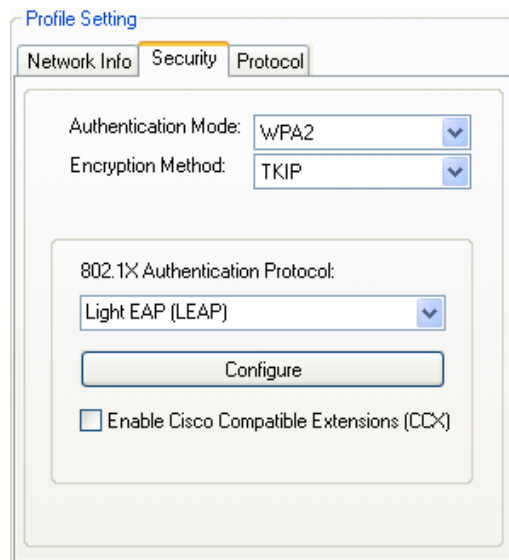 Profile Setting
Network Info Security Protocol
Authentication Mode: WPA2
Encryption Method: TKIP
802.1X Authentication Protocol:
Light EAP (LEAP)
Configure
Enable Cisco Compatible Extensions (CCX)